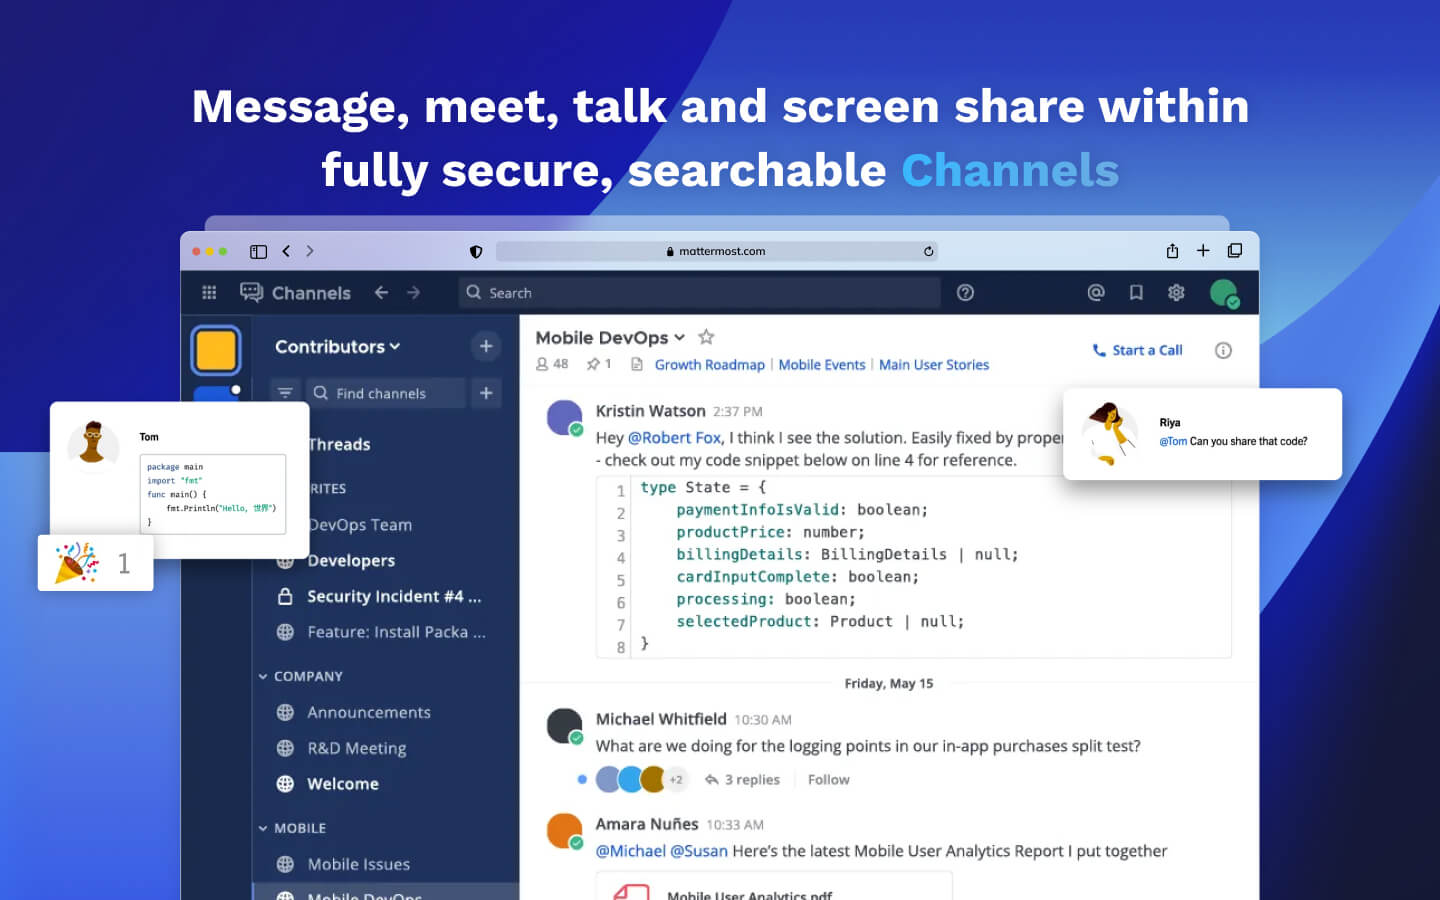 Message, meet, talk and screen share within
fully secure, searchable Channels
mattermost.com
Channels
Search
Contributors
Find channels
Threads
RITES
DevOps Team
Developers
Security Incident #4 ...
Feature: Install Packa ...
COMPANY
Announcements
R&D Meeting
Welcome
MOBILE
Mobile Issues
Mobile DevOps
Mobile DevOps
48
1
Growth Roadmap | Mobile Events | Main User Stories
Start a Call
Kristin Watson 2:37 PM
Hey @Robert Fox, I think I see the solution. Easily fixed by proper
- check out my code snippet below on line 4 for reference.
1 type State = {
2 paymentInfoIsValid: boolean;
3 productPrice: number;
4 billingDetails: BillingDetails | null;
5 cardInputComplete: boolean;
6 processing: boolean;
7 selectedProduct: Product | null;
8 }
Friday, May 15
Michael Whitfield 10:30 AM
What are we doing for the logging points in our in-app purchases split test?
+2
3 replies
Follow
Amara Nuñes 10:33 AM
@Michael @Susan Here's the latest Mobile User Analytics Report I put together
Mobile User Analytics.pdf
Tom
package main
import "fmt"
func main() {
fmt.Println("Hello, 世界")
}
1
Riya
@Tom Can you share that code?